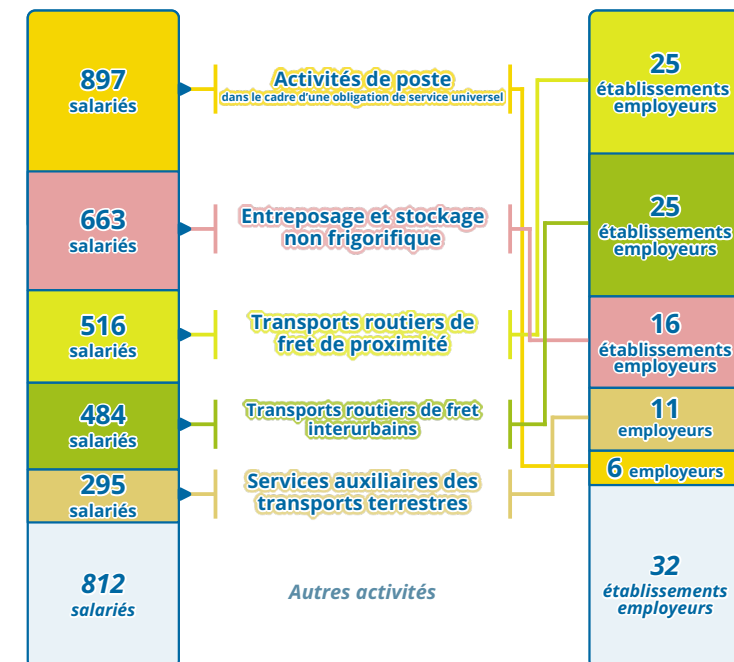 897
salariés
663
salariés
516
salariés
484
salariés
295
salariés
812
salariés
Activités de poste
dans le cadre d'une obligation de service universel
Entreposage et stockage
non frigorifique
Transports routiers de
fret de proximité
Transports routiers de fret
interurbains
Services auxiliaires des
transports terrestres
Autres activités
25
établissements
employeurs
25
établissements
employeurs
16
établissements
employeurs
11
employeurs
6 employeurs
32
établissements
employeurs